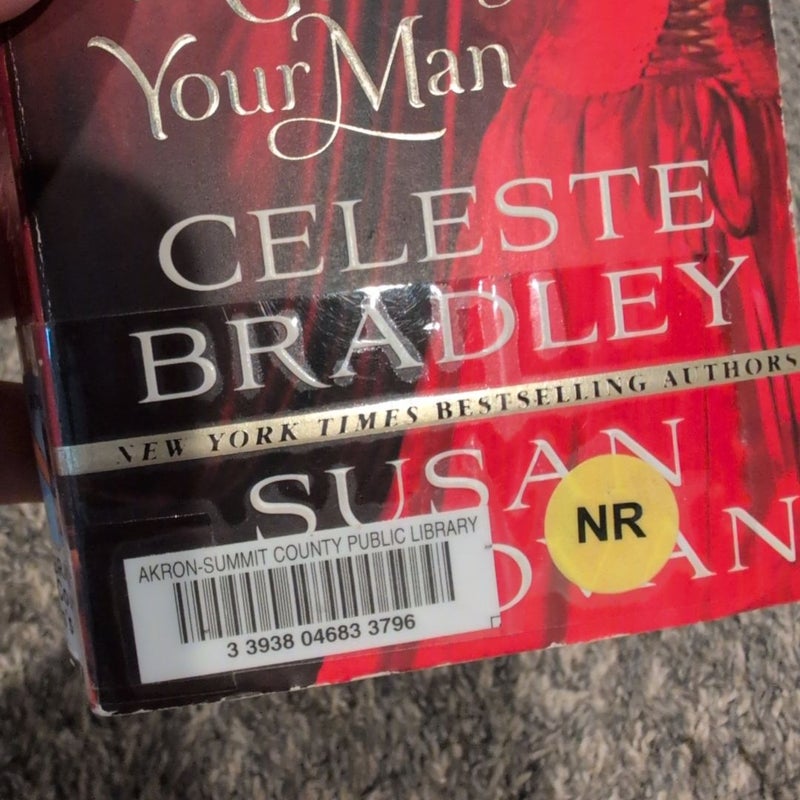 Your Man
CELESTE
BRADLEY
NEW YORK TIMES BESTSELLING AUTHORS
SUSAN
NR
AKRON-SUMMIT COUNTY PUBLIC LIBRARY
3 3938 04683 3796